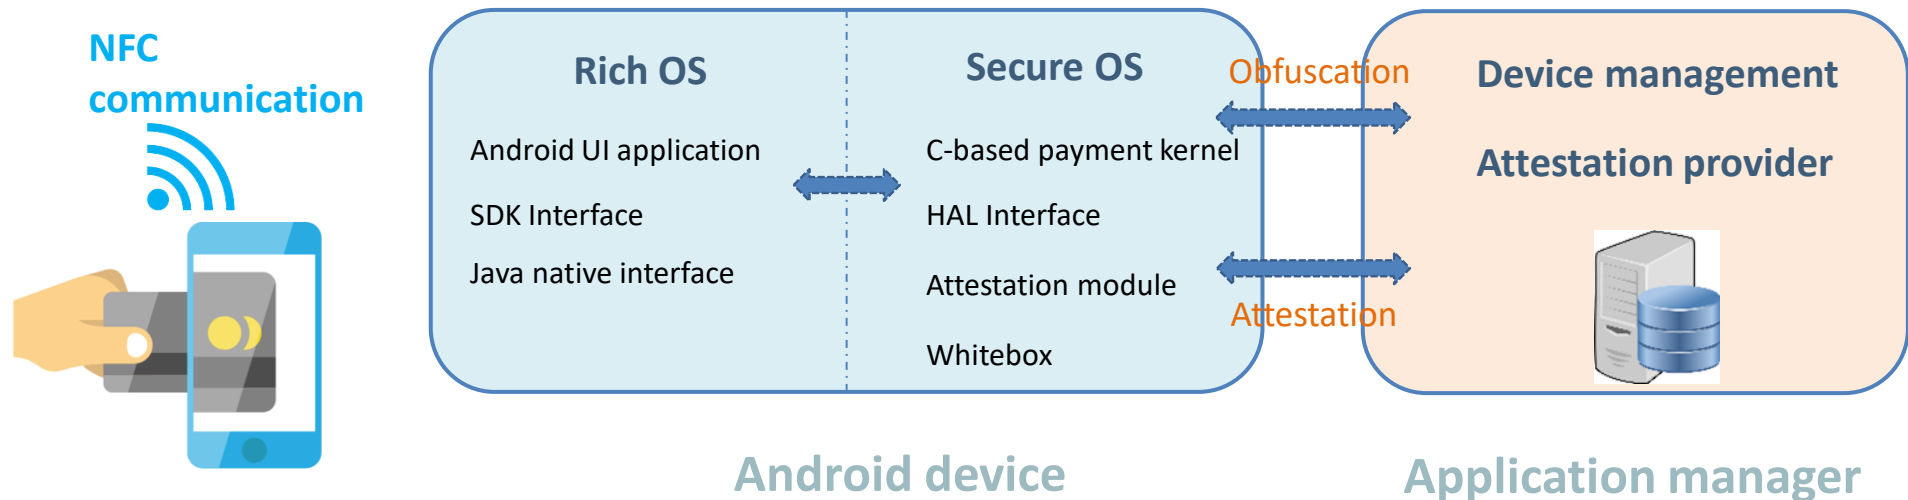 NFC
communication
Rich OS
Android UI application
SDK Interface
Java native interface
Secure OS
C-based payment kernel
HAL Interface
Attestation module
Whitebox
Obfuscation
Attestation
Device management
Attestation provider
Android device
Application manager